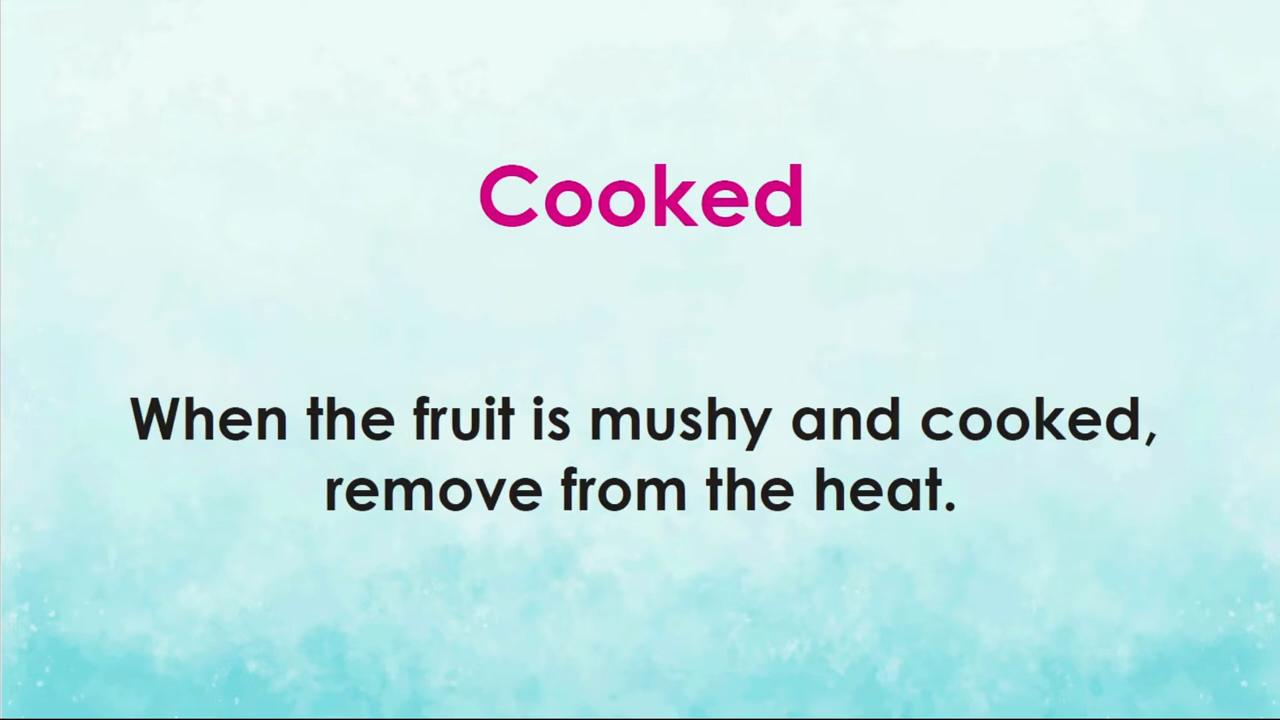 Cooked
When the fruit is mushy and cooked,
remove from the heat.